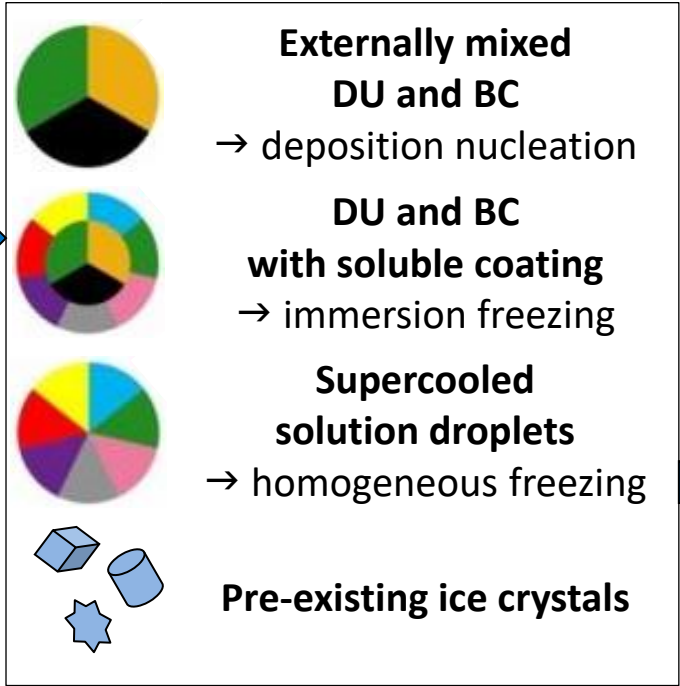 Externally mixed
DU and BC
→ deposition nucleation
DU and BC
with soluble coating
→ immersion freezing
Supercooled
solution droplets
→ homogeneous freezing
Pre-existing ice crystals